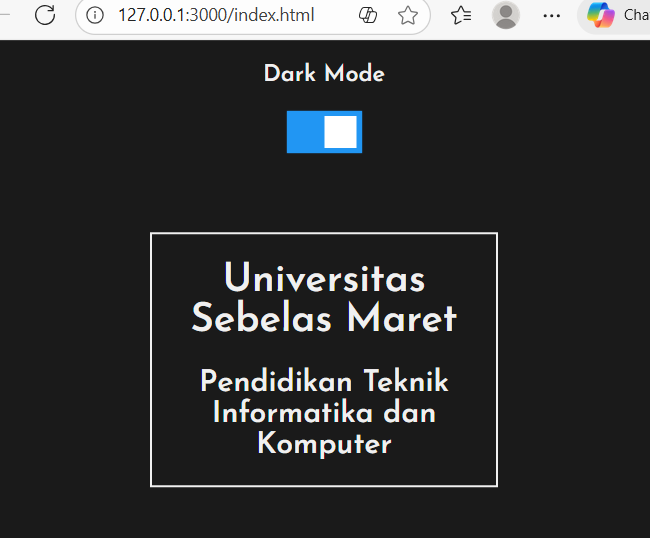 127.0.0.1:3000/index.html
Cha
Dark Mode
Universitas
Sebelas Maret
Pendidikan Teknik
Informatika dan
Komputer